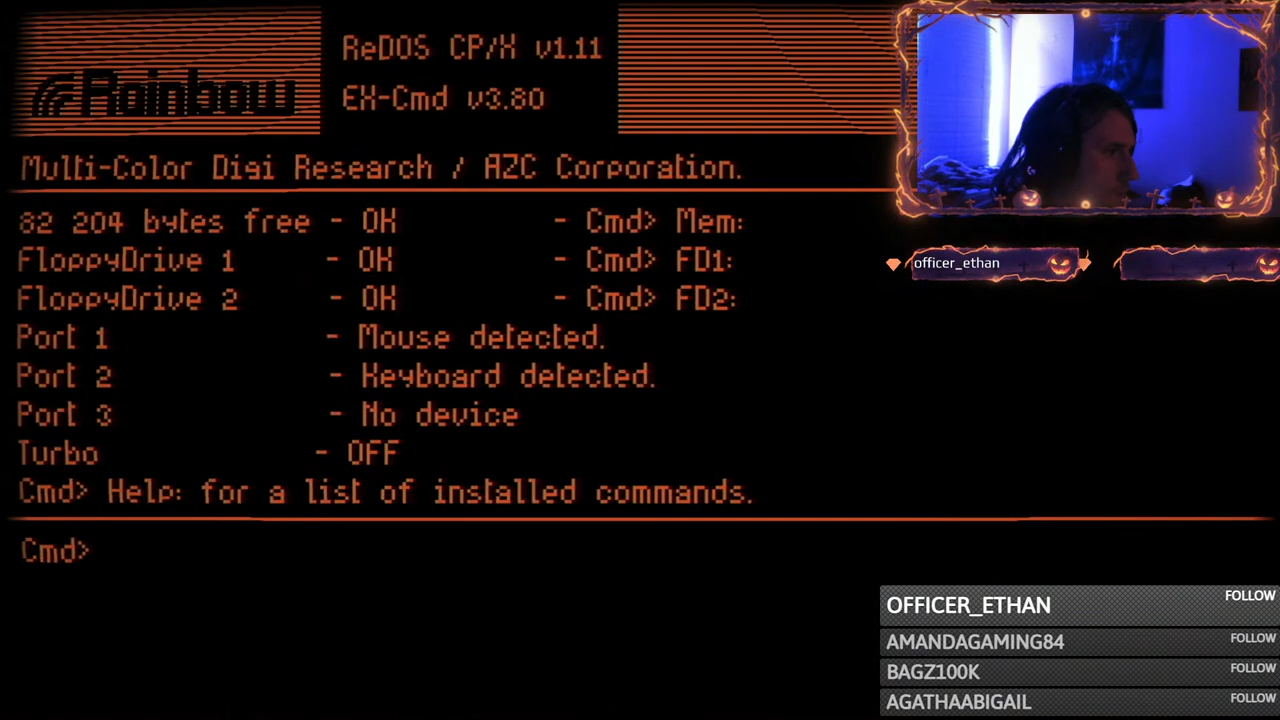 Rainbow
ReDOS CP/X v1.11
EX-Cmd v3.80
Multi-Color Digi Research / AZC Corporation.
82 204 bytes free - OK - Cmd> Mem:
FloppyDrive 1 - OK - Cmd> FD1:
FloppyDrive 2 - OK - Cmd> FD2:
Port 1 - Mouse detected.
Port 2 - Keyboard detected.
Port 3 - No device
Turbo - OFF
Cmd> Help: for a list of installed commands.
Cmd>
officer_ethan
OFFICER_ETHAN FOLLOW
AMANDAGAMING84 FOLLOW
BAGZ100K FOLLOW
AGATHAABIGAIL FOLLOW